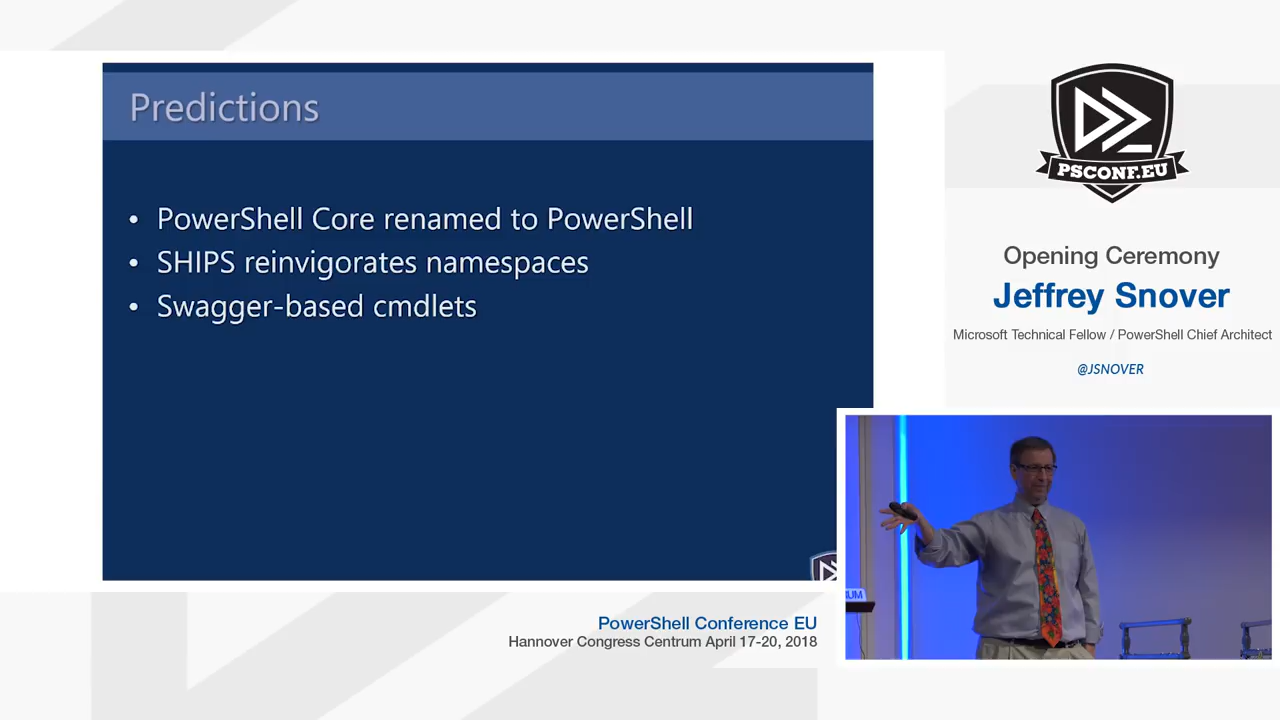 Predictions
• PowerShell Core renamed to PowerShell
• SHIPS reinvigorates namespaces
• Swagger-based cmdlets
PSCONF.EU
Opening Ceremony
Jeffrey Snover
Microsoft Technical Fellow / PowerShell Chief Architect
@JSNOVER
PowerShell Conference EU
Hannover Congress Centrum April 17-20, 2018